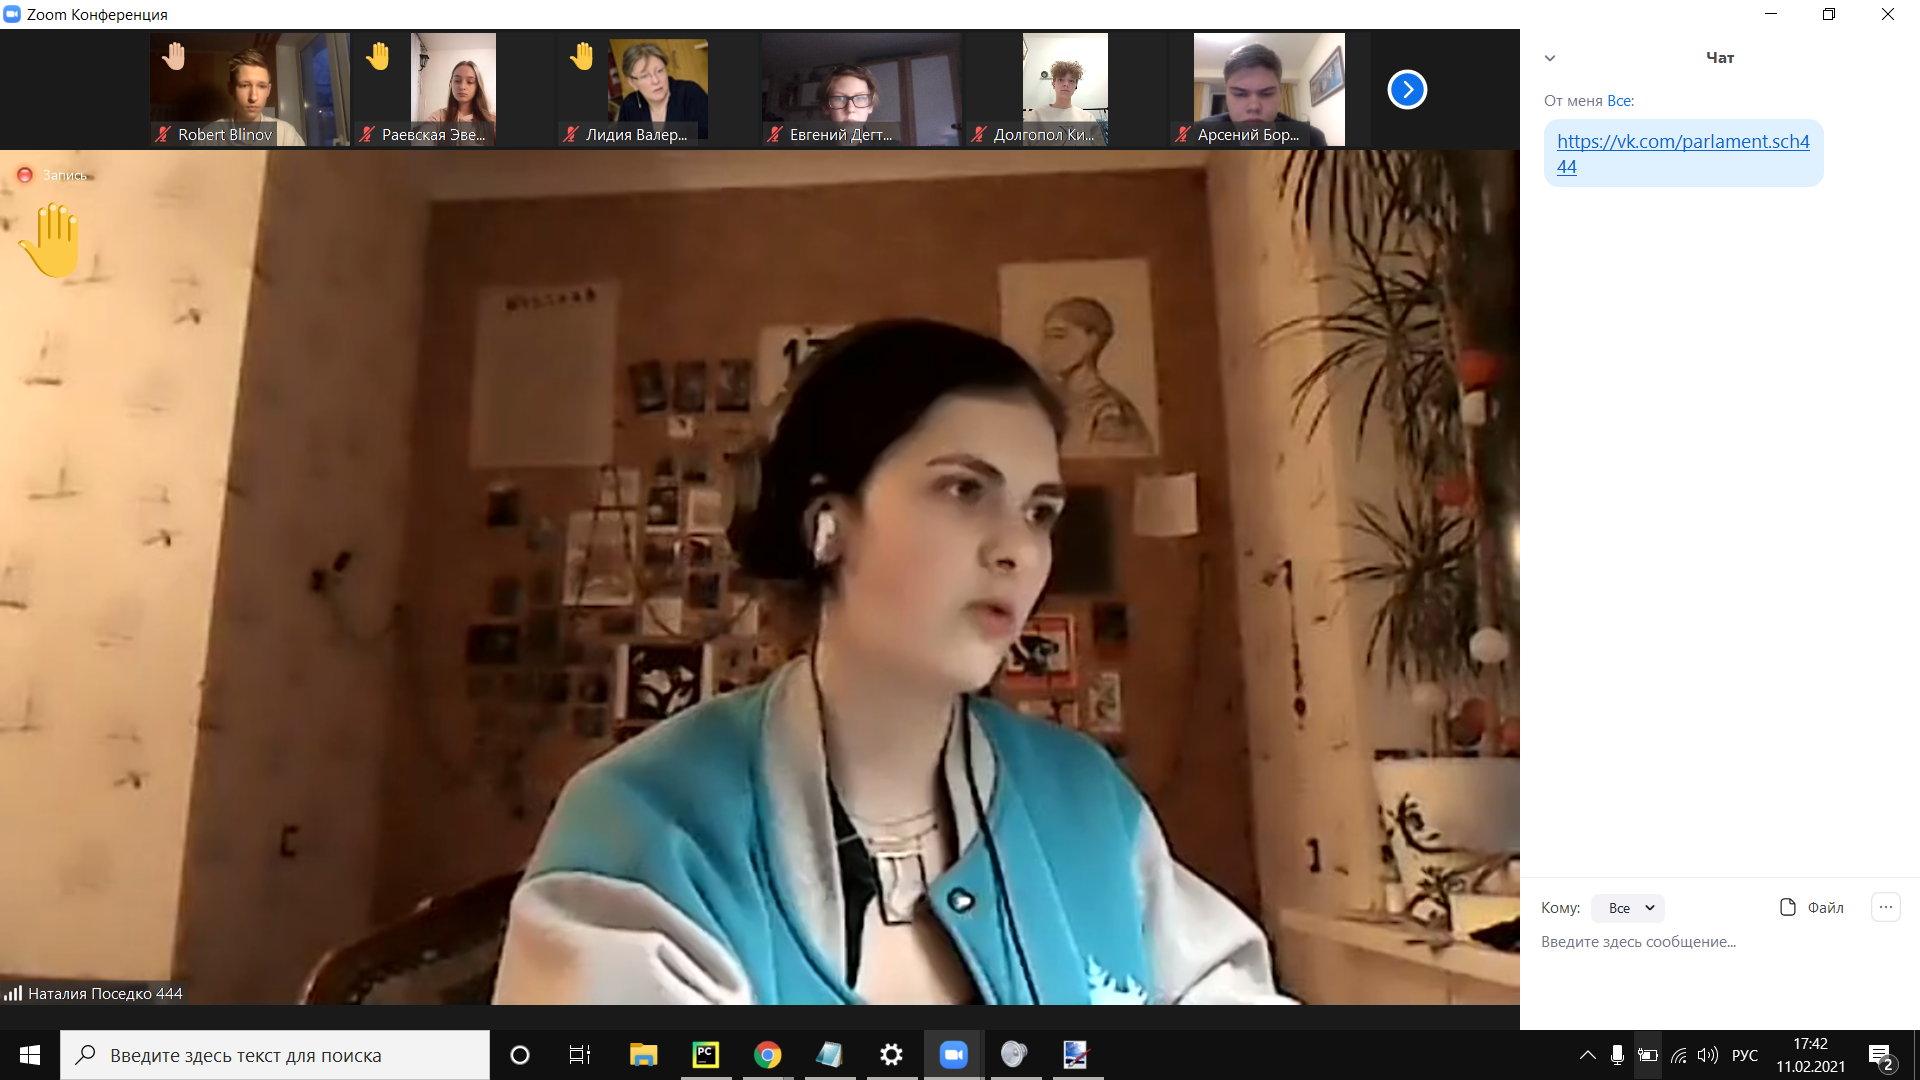 Zoom Конференция
Robert Blinov
Раевская Эве...
Лидия Валер...
Евгений Дегт...
Долгопол Ки...
Арсений Бор...
Запись
17
Наталия Поседко 444
Чат
От меня Все:
https://vk.com/parlament.sch4
44
Кому: Все
Файл
Введите здесь сообщение...
Введите здесь текст для поиска
PC
РУС
17:42
11.02.2021
2